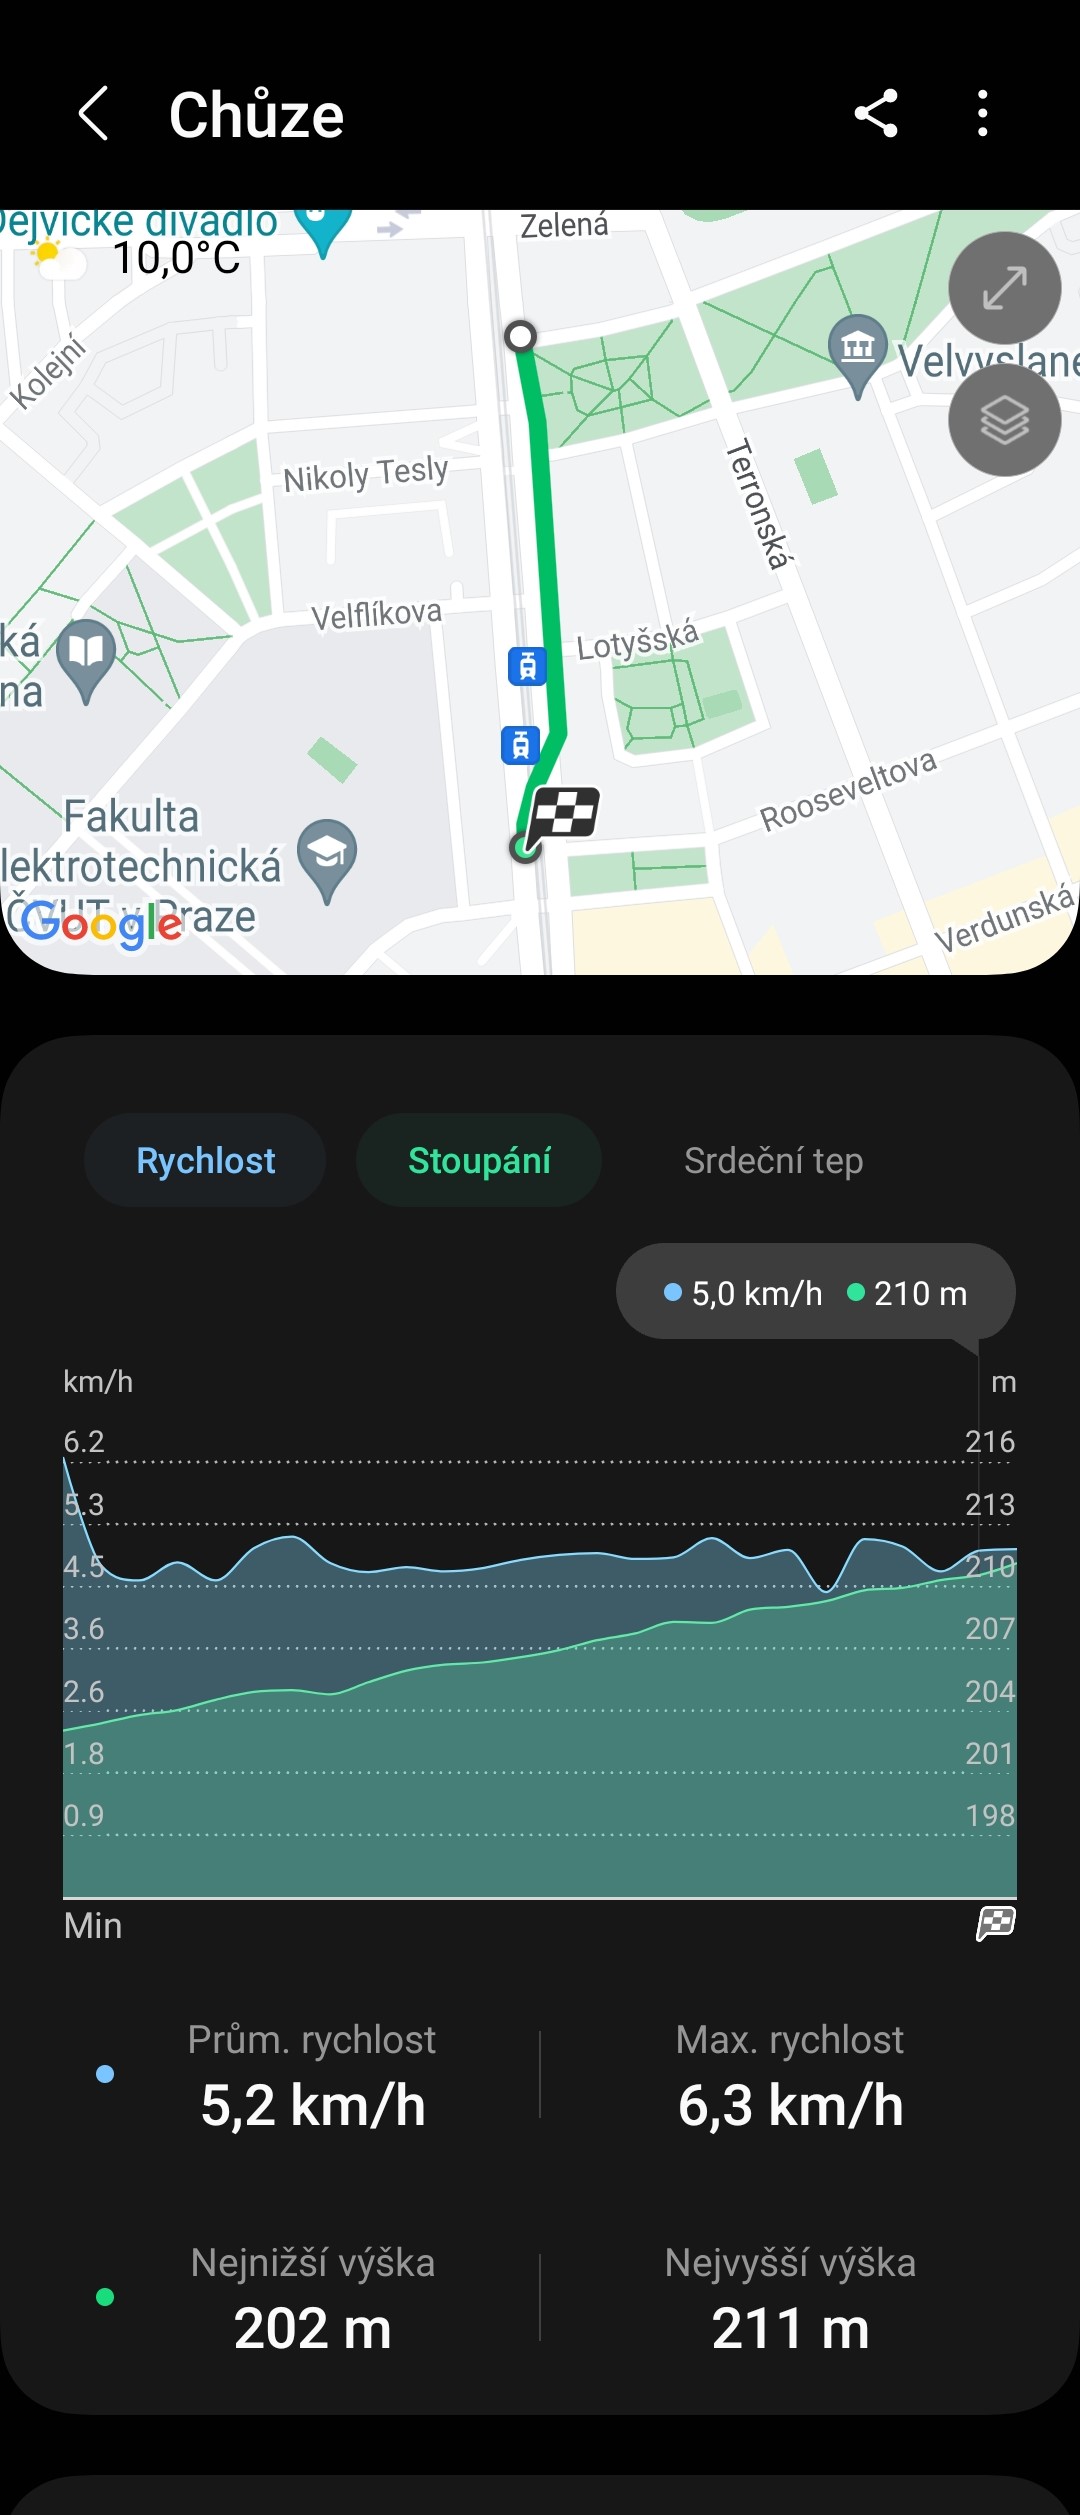 Chůze
Dejvické divadlo
Zelená
10,0°C
Kolejní
Velvyslane
Nikoly Tesly
Terronská
Velflíkova
Lotyšská
ká
na
Rooseveltova
Fakulta
lektrotechnická
ČVUT v Praze
Google
Verdunská
Rychlost
Stoupání
Srdeční tep
5,0 km/h 210 m
km/h m
6.2 216
5.3 213
4.5 210
3.6 207
2.6 204
1.8 201
0.9 198
Min
Prům. rychlost
5,2 km/h
Max. rychlost
6,3 km/h
Nejnižší výška
202 m
Nejvyšší výška
211 m